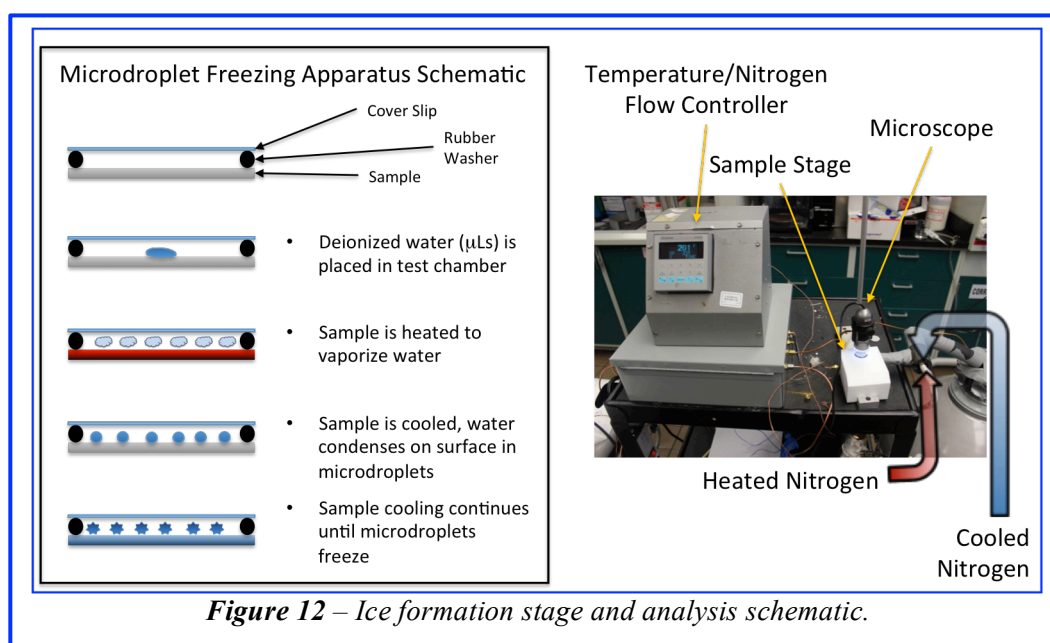 Microdroplet Freezing Apparatus Schematic
Cover Slip
Rubber
Washer
Sample
• Deionized water (μLs) is
placed in test chamber
• Sample is heated to
vaporize water
• Sample is cooled, water
condenses on surface in
microdroplets
• Sample cooling continues
until microdroplets
freeze
Temperature/Nitrogen
Flow Controller
Microscope
Sample Stage
201
Heated Nitrogen
Cooled
Nitrogen
Figure 12 – Ice formation stage and analysis schematic.